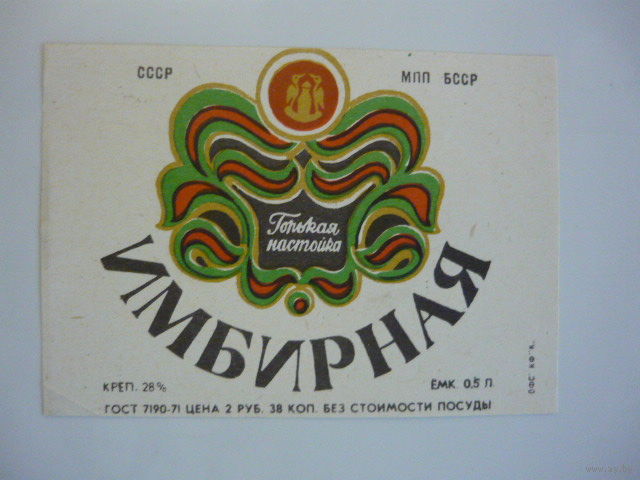 СССР
МПП БССР
Горькая
настойка
ИМБИРНАЯ
КРЕП. 28%
ЁМК. 0,5 Л
ГОСТ 7190-71 ЦЕНА 2 РУБ. 38 КОП. БЕЗ СТОИМОСТИ ПОСУДЫ